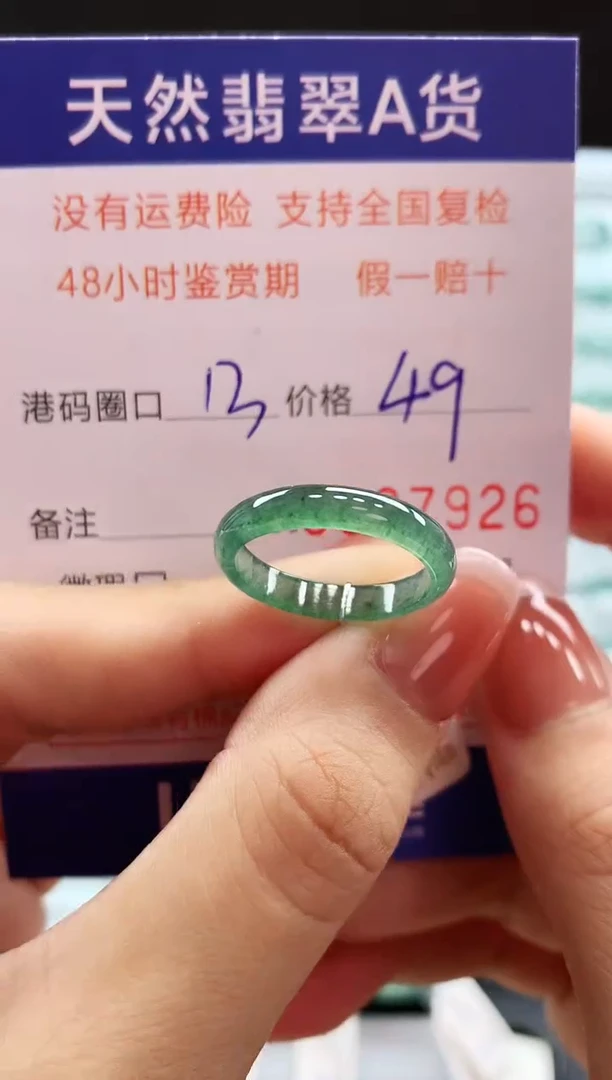 天然翡翠A货
没有运费险 支持全国复检
48小时鉴赏期 假一赔十
港码圈口 13 价格 49
备注 7926